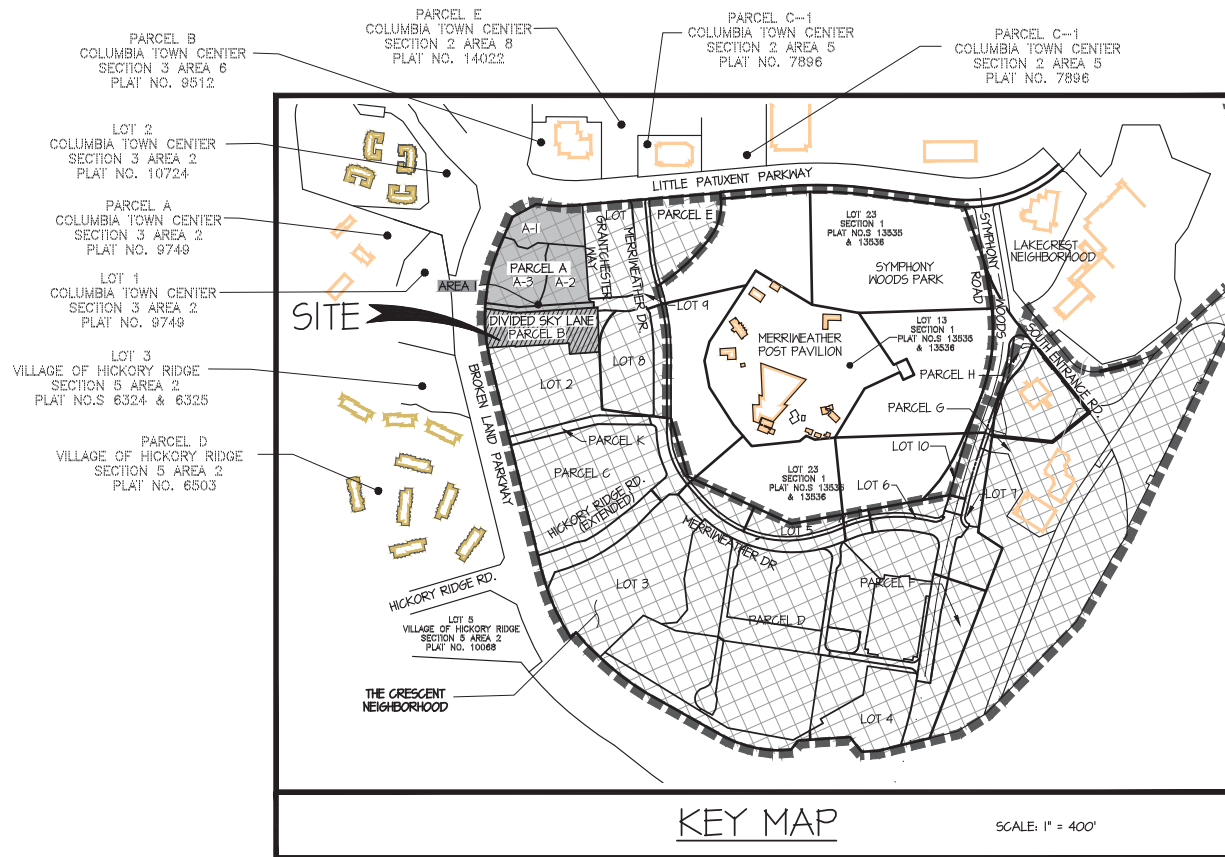 PARCEL E
COLUMBIA TOWN CENTER
SECTION 2 AREA 8
PLAT NO. 14022
PARCEL C-1
COLUMBIA TOWN CENTER
SECTION 2 AREA 5
PLAT NO. 7896
PARCEL C-1
COLUMBIA TOWN CENTER
SECTION 2 AREA 5
PLAT NO. 7896
PARCEL B
COLUMBIA TOWN CENTER
SECTION 3 AREA 6
PLAT NO. 9512
LOT 2
COLUMBIA TOWN CENTER
SECTION 3 AREA 2
PLAT NO. 10724
PARCEL A
COLUMBIA TOWN CENTER
SECTION 3 AREA 2
PLAT NO. 9749
LOT 1
COLUMBIA TOWN CENTER
SECTION 3 AREA 2
PLAT NO. 9749
SITE
LOT 3
VILLAGE OF HICKORY RIDGE
SECTION 5 AREA 2
PLAT NO.S 6324 & 6325
PARCEL D
VILLAGE OF HICKORY RIDGE
SECTION 5 AREA 2
PLAT NO. 6503
LITTLE PATUXENT PARKWAY
A-1
LOT 1
PARCEL E
GRANTCHESTER
WAY
MERRIWEATHER DR
PARCEL A
A-3
A-2
AREA 1
DIVIDED SKY LANE
PARCEL B
LOT 9
LOT 8
LOT 2
LOT 23
SECTION 1
PLAT NO.S 13535
& 13536
SYMPHONY
WOODS PARK
SYMPHONY WOODS
ROAD
LAKECREST
NEIGHBORHOOD
LOT 13
SECTION 1
PLAT NO.S 13535
& 13536
MERRIWEATHER
POST PAVILION
PARCEL H
SOUTH ENTRANCE RD.
PARCEL G
BROKEN LAND PARKWAY
PARCEL K
PARCEL C
HICKORY RIDGE RD.
(EXTENDED)
LOT 10
LOT 23
SECTION 1
PLAT NO.S 13535
& 13536
LOT 6
LOT 7
LOT 5
MERRIWEATHER DR
LOT 3
PARCEL F
PARCEL D
HICKORY RIDGE RD.
LOT 5
VILLAGE OF HICKORY RIDGE
SECTION 5 AREA 2
PLAT NO. 10068
THE CRESCENT
NEIGHBORHOOD
LOT 4
KEY MAP
SCALE: 1" = 400'